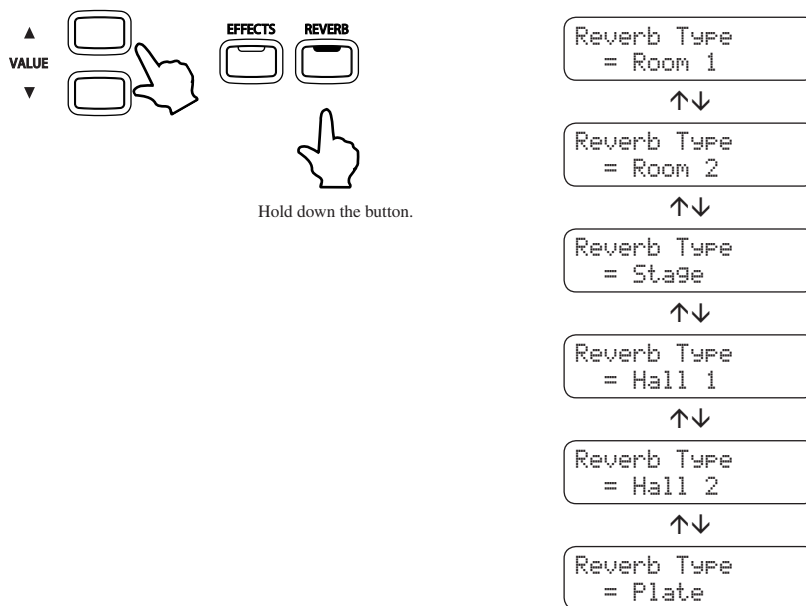 ▲
VALUE
▼
EFFECTS REVERB
Hold down the button.
Reverb Type
= Room 1
↑↓
Reverb Type
= Room 2
↑↓
Reverb Type
= Stage
↑↓
Reverb Type
= Hall 1
↑↓
Reverb Type
= Hall 2
↑↓
Reverb Type
= Plate